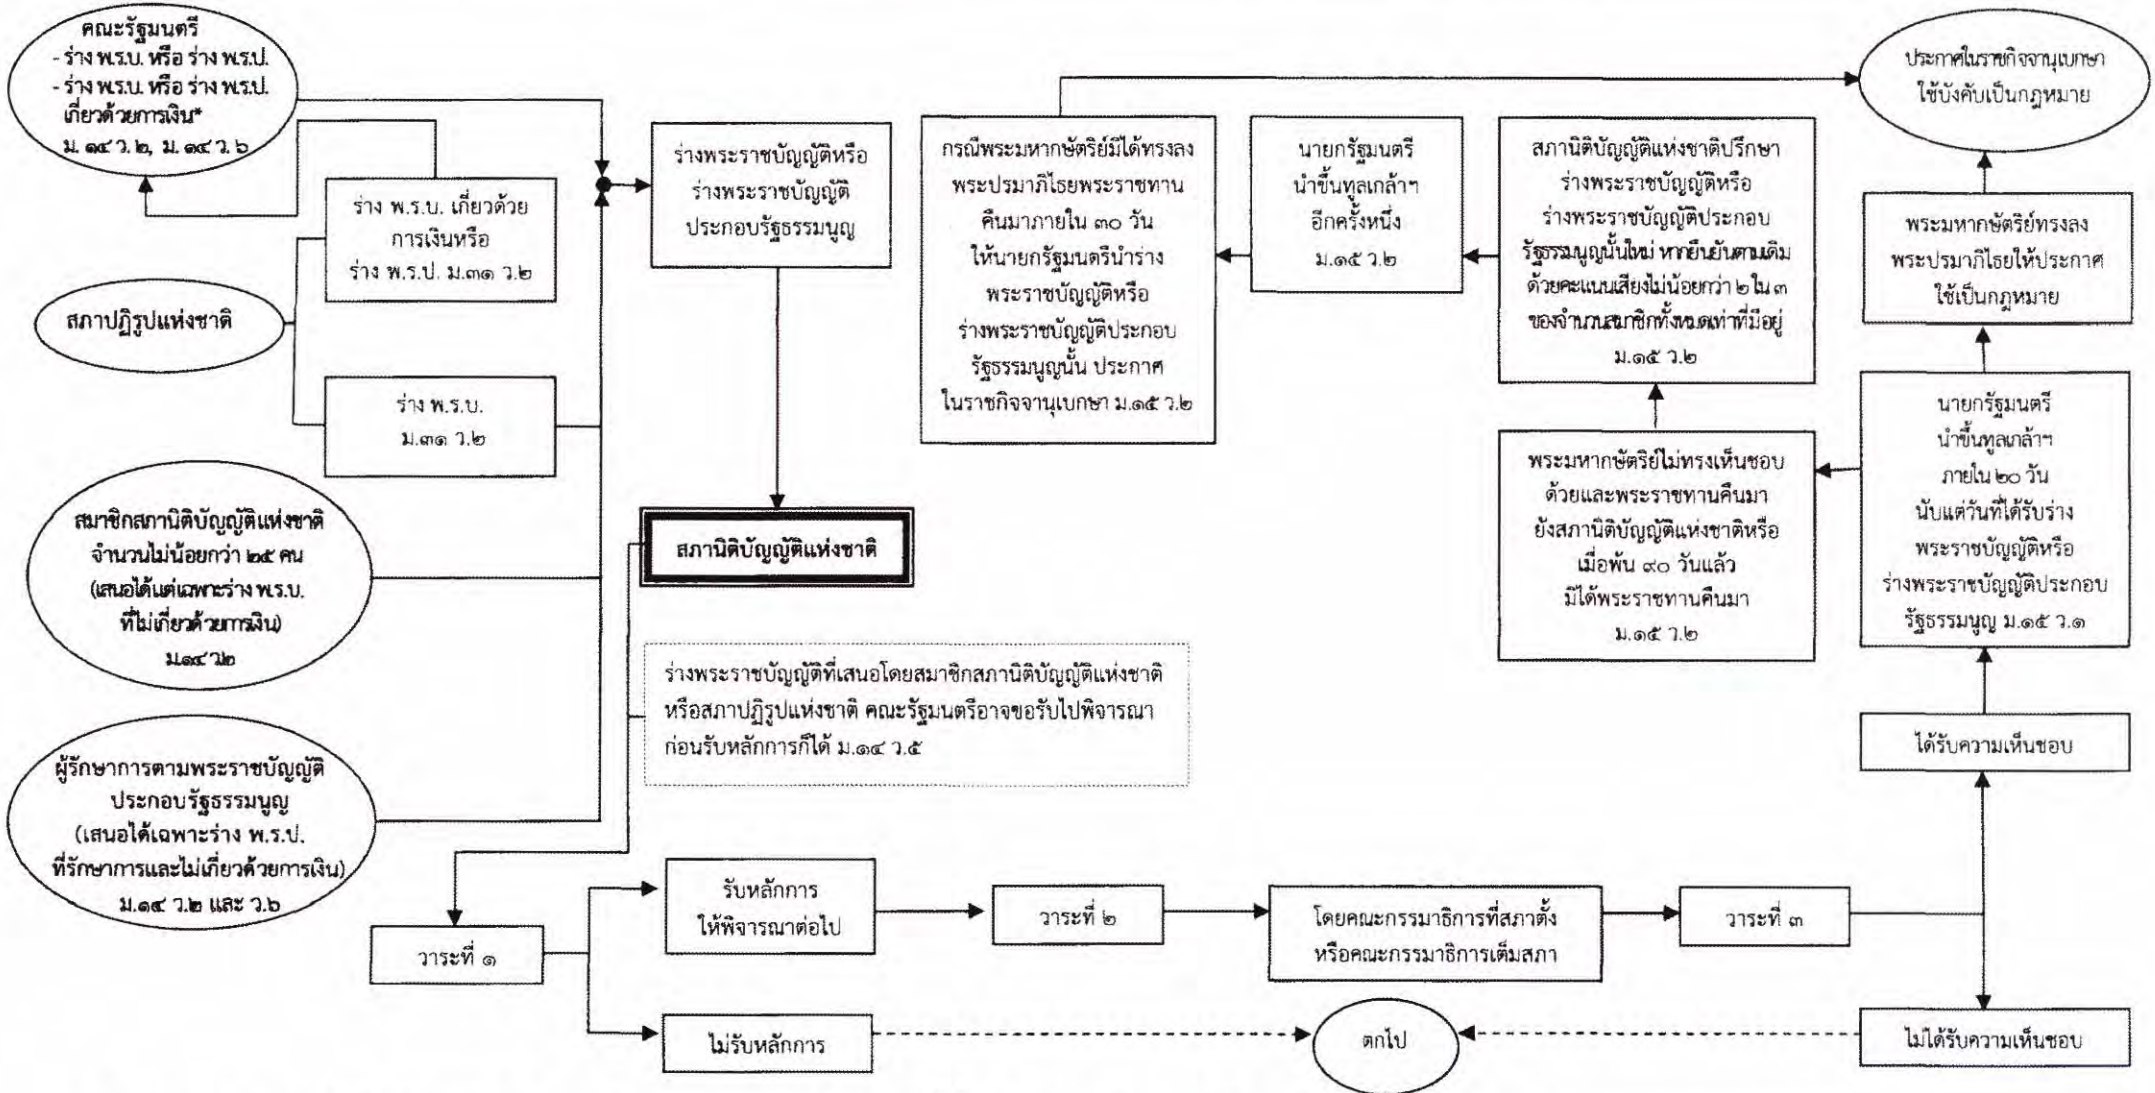 คณะรัฐมนตรี
- ร่าง พ.ร.บ. หรือ ร่าง พ.ร.ป.
- ร่าง พ.ร.บ. หรือ ร่าง พ.ร.ป.
เกี่ยวด้วยการเงิน*
ม. ๑๔ ว. ๒, ม. ๑๔ ว. ๖
ร่าง พ.ร.บ. เกี่ยวด้วย
การเงินหรือ
ร่าง พ.ร.ป. ม.๓๑ ว.๒
สภาปฏิรูปแห่งชาติ
ร่าง พ.ร.บ.
ม.๓๑ ว.๒
สมาชิกสภานิติบัญญัติแห่งชาติ
จำนวนไม่น้อยกว่า ๒๕ คน
(เสนอได้แต่เฉพาะร่าง พ.ร.บ.
ที่ไม่เกี่ยวด้วยการเงิน)
ม.๑๔ ว.๒
ผู้รักษาการตามพระราชบัญญัติ
ประกอบรัฐธรรมนูญ
(เสนอได้เฉพาะร่าง พ.ร.ป.
ที่รักษาการและไม่เกี่ยวด้วยการเงิน)
ม.๑๔ ว.๒ และ ว.๖
ร่างพระราชบัญญัติหรือ
ร่างพระราชบัญญัติ
ประกอบรัฐธรรมนูญ
สภานิติบัญญัติแห่งชาติ
ร่างพระราชบัญญัติที่เสนอโดยสมาชิกสภานิติบัญญัติแห่งชาติ
หรือสภาปฏิรูปแห่งชาติ คณะรัฐมนตรีอาจขอรับไปพิจารณา
ก่อนรับหลักการก็ได้ ม.๑๔ ว.๕
วาระที่ ๑
รับหลักการ
ให้พิจารณาต่อไป
ไม่รับหลักการ
วาระที่ ๒
โดยคณะกรรมาธิการที่สภาตั้ง
หรือคณะกรรมาธิการเต็มสภา
ตกไป
วาระที่ ๓
ไม่ได้รับความเห็นชอบ
ได้รับความเห็นชอบ
นายกรัฐมนตรี
นำขึ้นทูลเกล้าฯ
ภายใน ๒๐ วัน
นับแต่วันที่ได้รับร่าง
พระราชบัญญัติหรือ
ร่างพระราชบัญญัติประกอบ
รัฐธรรมนูญ ม.๑๕ ว.๑
พระมหากษัตริย์ทรงลง
พระปรมาภิไธยให้ประกาศ
ใช้เป็นกฎหมาย
ประกาศในราชกิจจานุเบกษา
ใช้บังคับเป็นกฎหมาย
พระมหากษัตริย์ไม่ทรงเห็นชอบ
ด้วยและพระราชทานคืนมา
ยังสภานิติบัญญัติแห่งชาติหรือ
เมื่อพ้น ๙๐ วันแล้ว
มิได้พระราชทานคืนมา
ม.๑๕ ว.๒
สภานิติบัญญัติแห่งชาติปรึกษา
ร่างพระราชบัญญัติหรือ
ร่างพระราชบัญญัติประกอบ
รัฐธรรมนูญนั้นใหม่ หากยืนยันตามเดิม
ด้วยคะแนนเสียงไม่น้อยกว่า ๒ ใน ๓
ของจำนวนสมาชิกทั้งหมดเท่าที่มีอยู่
ม.๑๕ ว.๒
นายกรัฐมนตรี
นำขึ้นทูลเกล้าฯ
อีกครั้งหนึ่ง
ม.๑๕ ว.๒
กรณีพระมหากษัตริย์มิได้ทรงลง
พระปรมาภิไธยพระราชทาน
คืนมาภายใน ๓๐ วัน
ให้นายกรัฐมนตรีนำร่าง
พระราชบัญญัติหรือ
ร่างพระราชบัญญัติประกอบ
รัฐธรรมนูญนั้น ประกาศ
ในราชกิจจานุเบกษา ม.๑๕ ว.๒